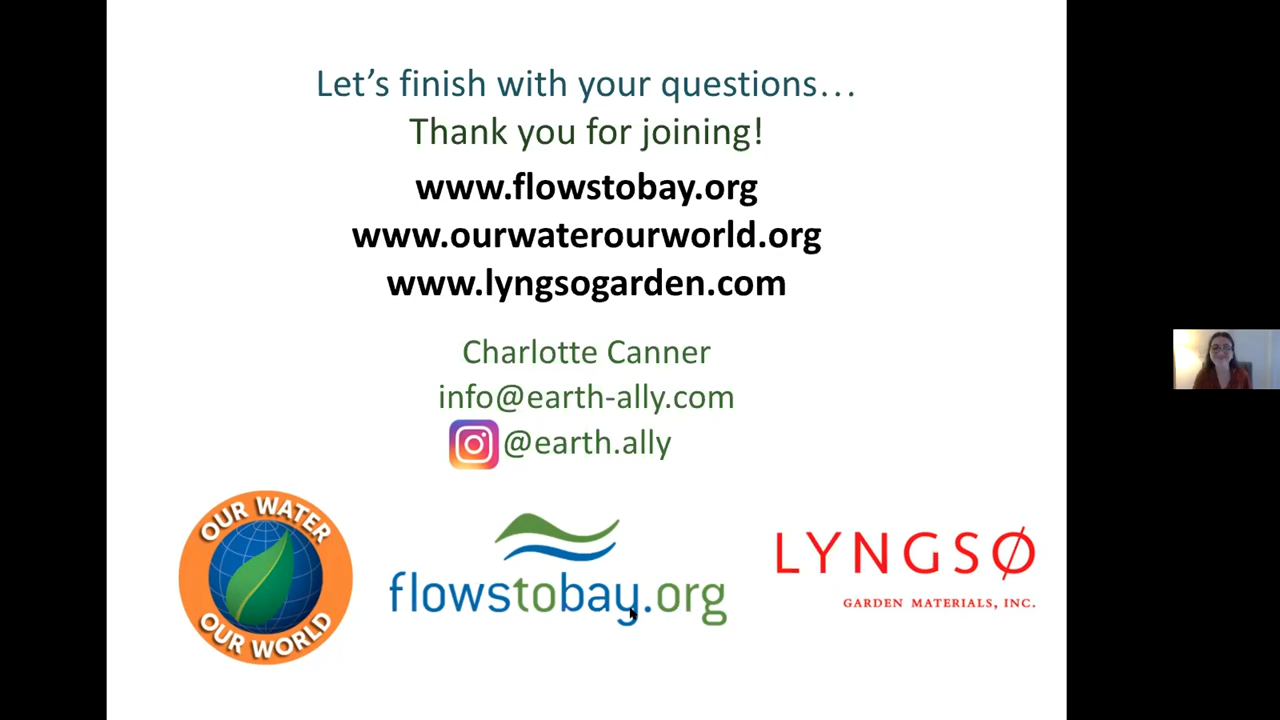 Let's finish with your questions…
Thank you for joining!
www.flowstobay.org
www.ourwaterourworld.org
www.lyngsogarden.com
Charlotte Canner
info@earth-ally.com
@earth.ally
OUR WATER
OUR WORLD
flowstobay.org
LYNGSØ
GARDEN MATERIALS, INC.